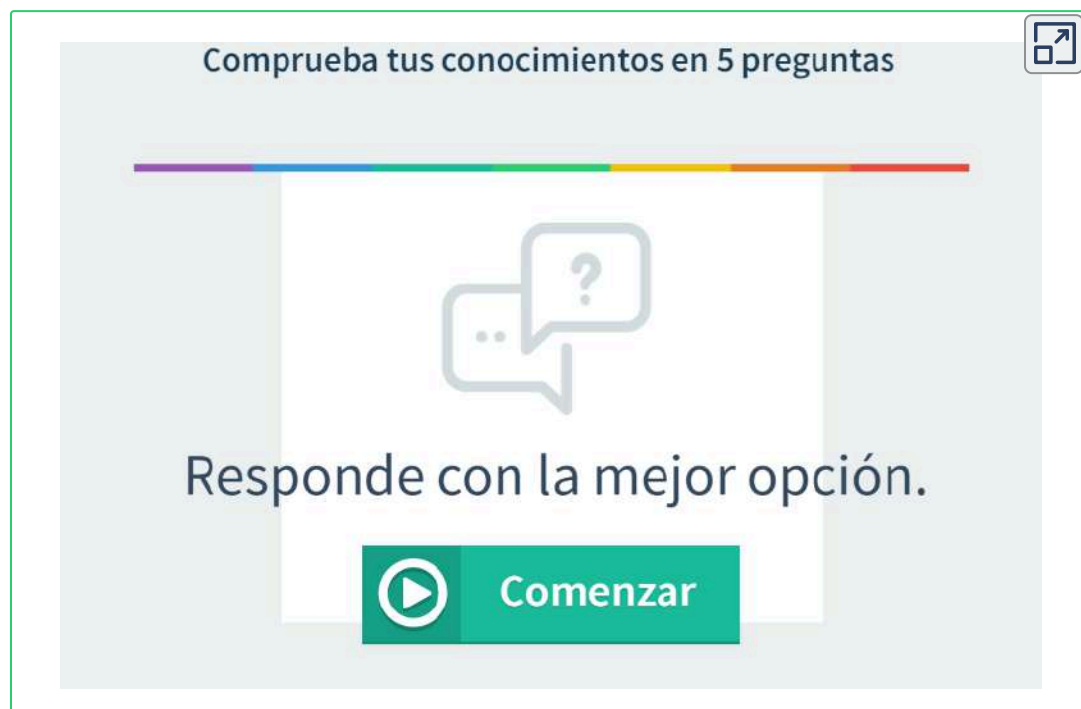 Comprueba tus conocimientos en 5 preguntas
?
Responde con la mejor opción.
Comenzar